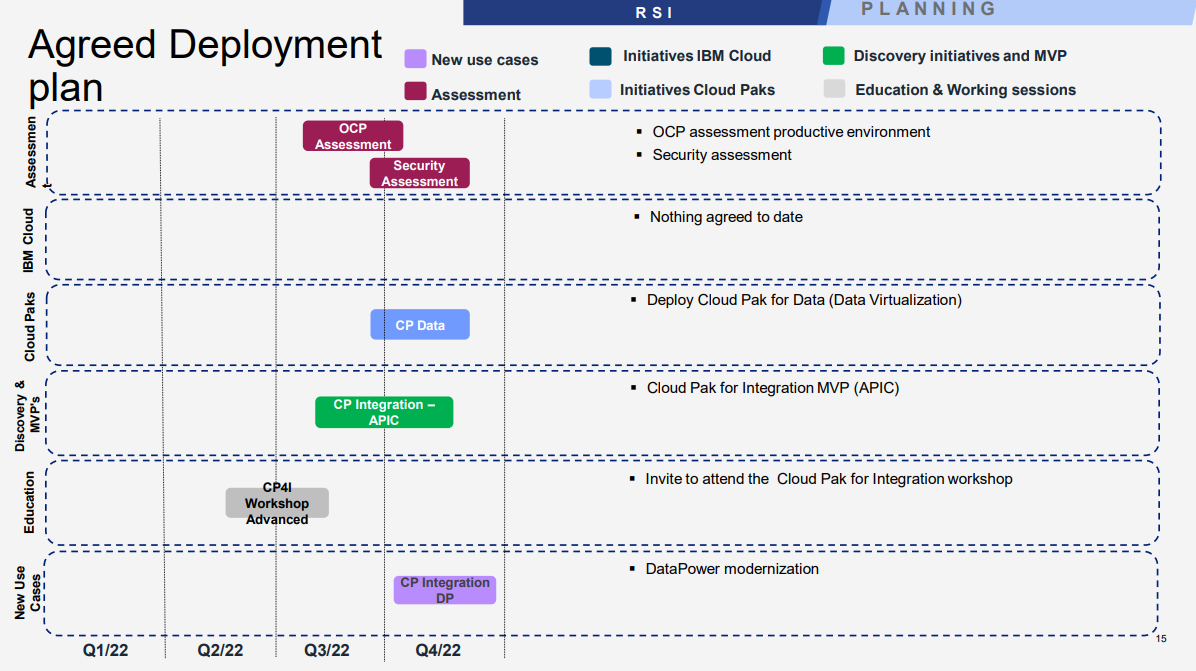 RSI
PLANNING
Agreed Deployment
plan
New use cases
Initiatives IBM Cloud
Discovery initiatives and MVP
Assessment
Initiatives Cloud Paks
Education & Working sessions
Assessmen
t
OCP
Assessment
Security
Assessment
▪ OCP assessment productive environment
▪ Security assessment
IBM Cloud
▪ Nothing agreed to date
Cloud Paks
CP Data
▪ Deploy Cloud Pak for Data (Data Virtualization)
Discovery &
MVP's
CP Integration –
APIC
▪ Cloud Pak for Integration MVP (APIC)
Education
CP4I
Workshop
Advanced
▪ Invite to attend the Cloud Pak for Integration workshop
New Use
Cases
CP Integration
DP
▪ DataPower modernization
15
Q1/22
Q2/22
Q3/22
Q4/22